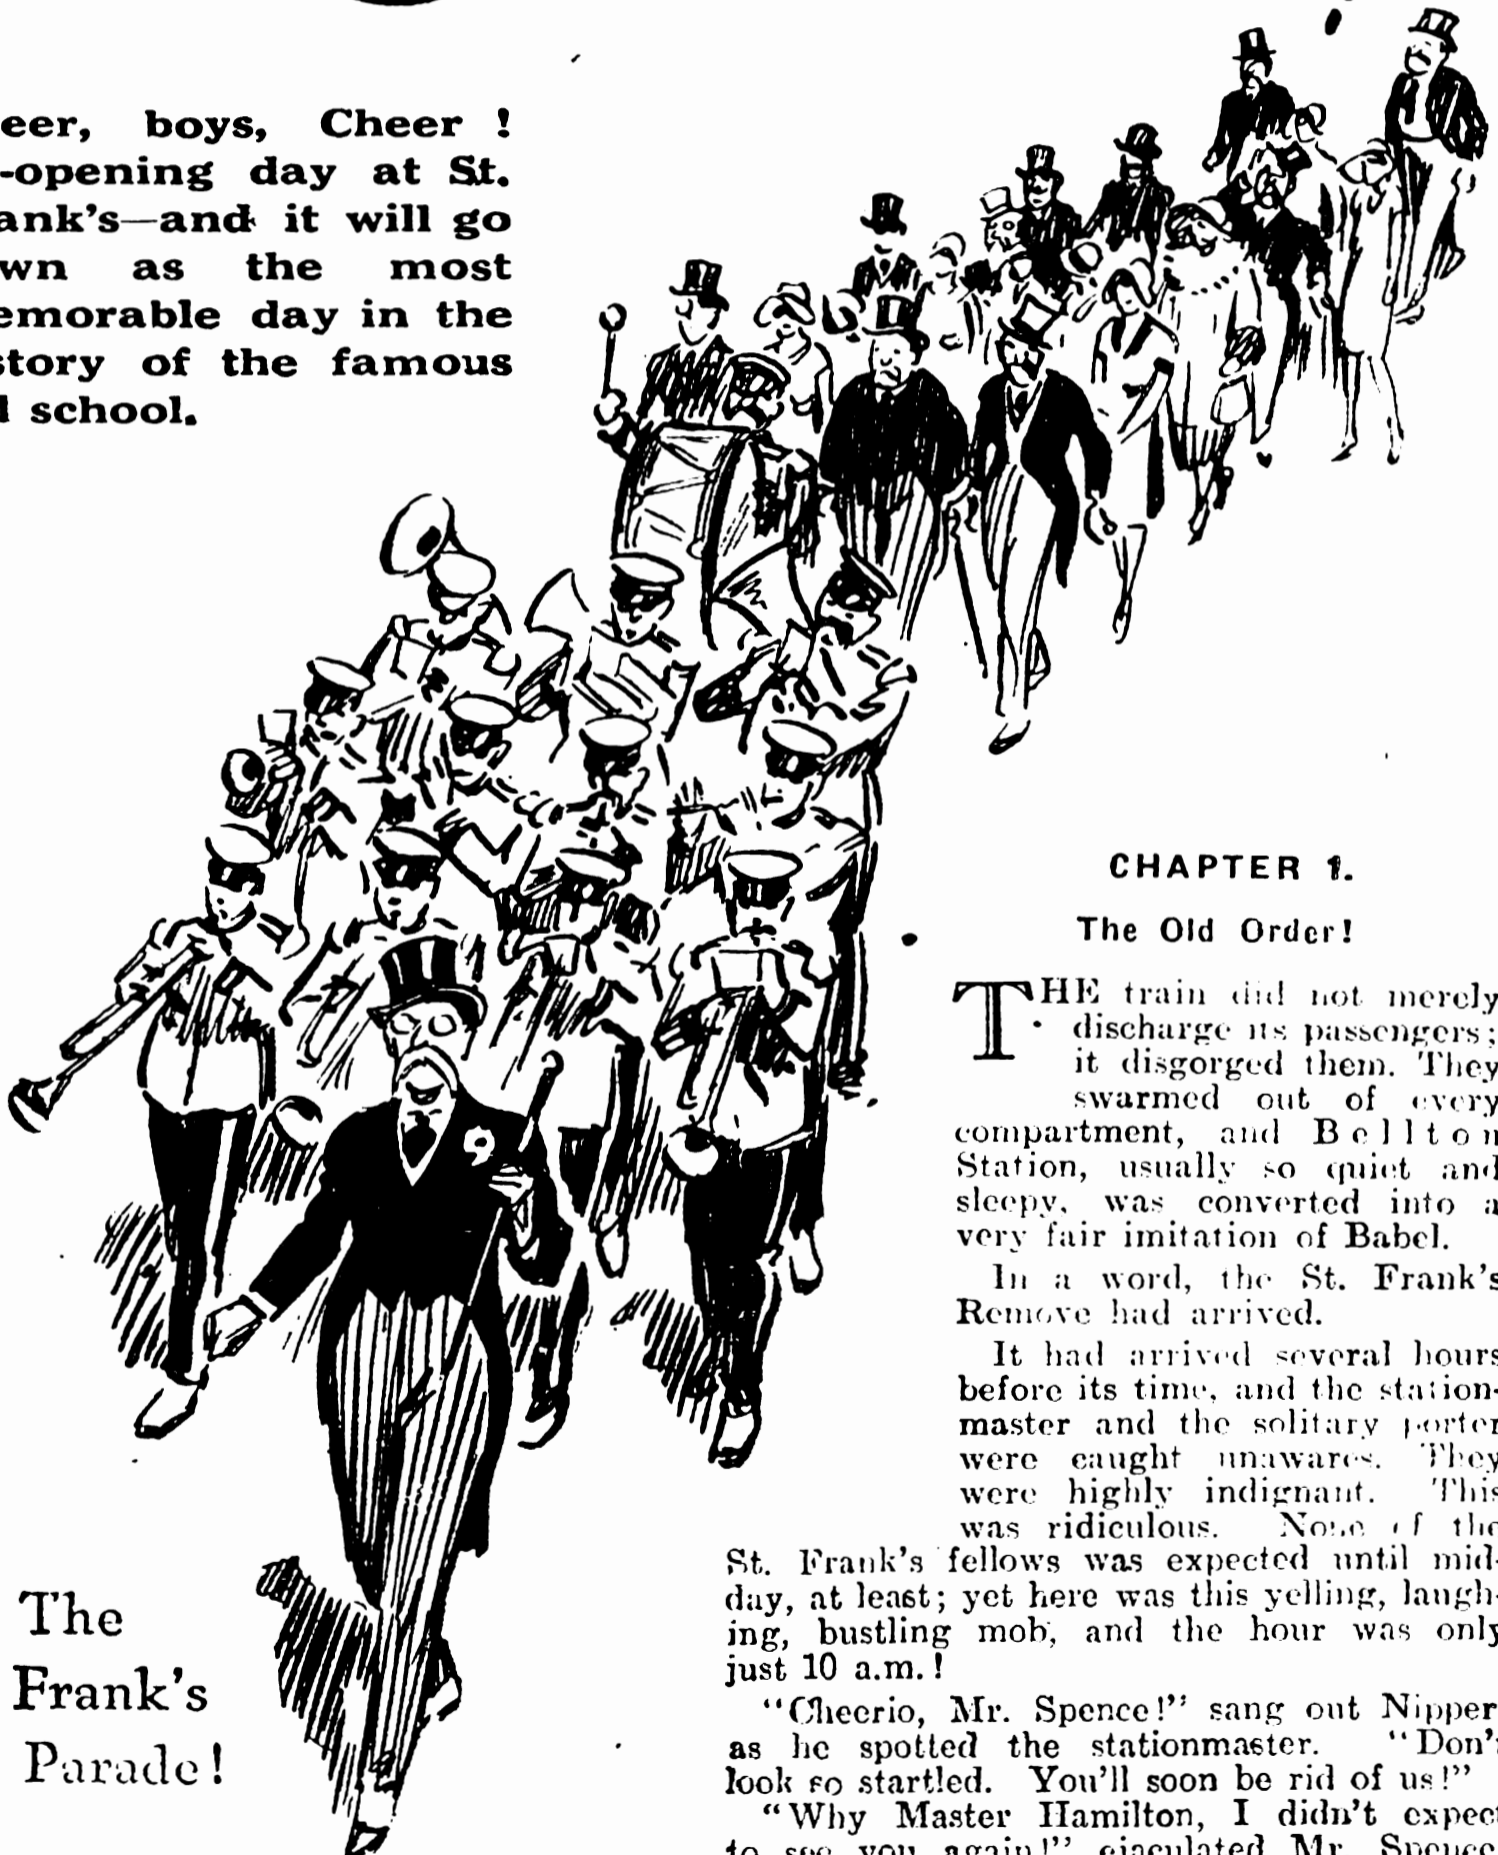 eer, boys, Cheer !
-opening day at St.
ank's—and it will go
wn as the most
emorable day in the
story of the famous
l school.
The
Frank's
Parade!
CHAPTER 1.
The Old Order!
THE train did not merely
discharge its passengers;
it disgorged them. They
swarmed out of every
compartment, and Bellton
Station, usually so quiet and
sleepy, was converted into a
very fair imitation of Babel.
In a word, the St. Frank's
Remove had arrived.
It had arrived several hours
before its time, and the station-
master and the solitary porter
were caught unawares. They
were highly indignant. This
was ridiculous. None of the
St. Frank's fellows was expected until mid-
day, at least; yet here was this yelling, laugh-
ing, bustling mob, and the hour was only
just 10 a.m.!
"Cheerio, Mr. Spence!" sang out Nipper
as he spotted the stationmaster. "Don't
look so startled. You'll soon be rid of us!"
"Why Master Hamilton, I didn't expect
to see you again!" ejaculated Mr. Spence